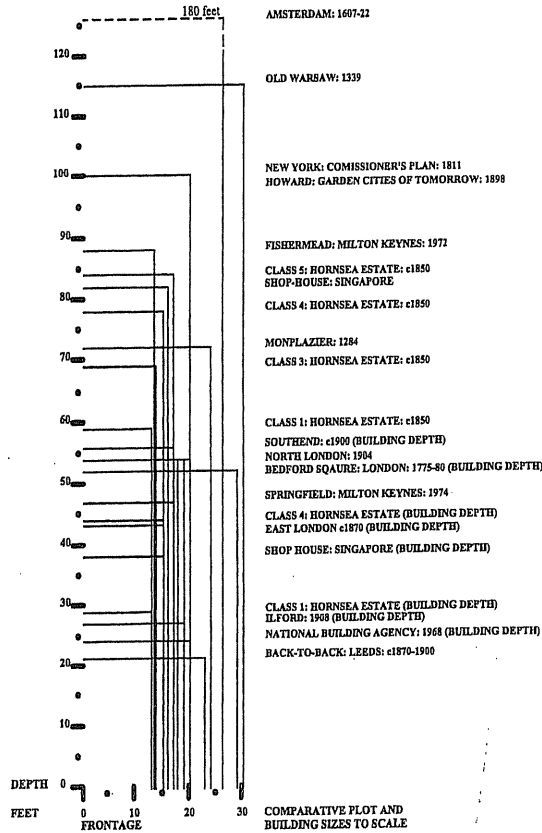 180 feet
AMSTERDAM: 1607-22
120
OLD WARSAW: 1339
110
NEW YORK: COMISSIONER'S PLAN: 1811
100
HOWARD: GARDEN CITIES OF TOMORROW: 1898
90
FISHERMEAD: MILTON KEYNES: 1972
CLASS 5: HORNSEA ESTATE: c1850
SHOP-HOUSE: SINGAPORE
80
CLASS 4: HORNSEA ESTATE: c1850
MONPLAZIER: 1284
70
CLASS 3: HORNSEA ESTATE: c1850
60
CLASS 1: HORNSEA ESTATE: c1850
SOUTHEND: c1900 (BUILDING DEPTH)
NORTH LONDON: 1904
BEDFORD SQAURE: LONDON: 1775-80 (BUILDING DEPTH)
50
SPRINGFIELD: MILTON KEYNES: 1974
CLASS 4: HORNSEA ESTATE (BUILDING DEPTH)
EAST LONDON c1870 (BUILDING DEPTH)
40
SHOP HOUSE: SINGAPORE (BUILDING DEPTH)
30
CLASS 1: HORNSEA ESTATE (BUILDING DEPTH)
ILFORD: 1908 (BUILDING DEPTH)
NATIONAL BUILDING AGENCY: 1968 (BUILDING DEPTH)
20
BACK-TO-BACK: LEEDS: c1870-1900
10
DEPTH 0
FEET 0 10 20 30
FRONTAGE
COMPARATIVE PLOT AND
BUILDING SIZES TO SCALE